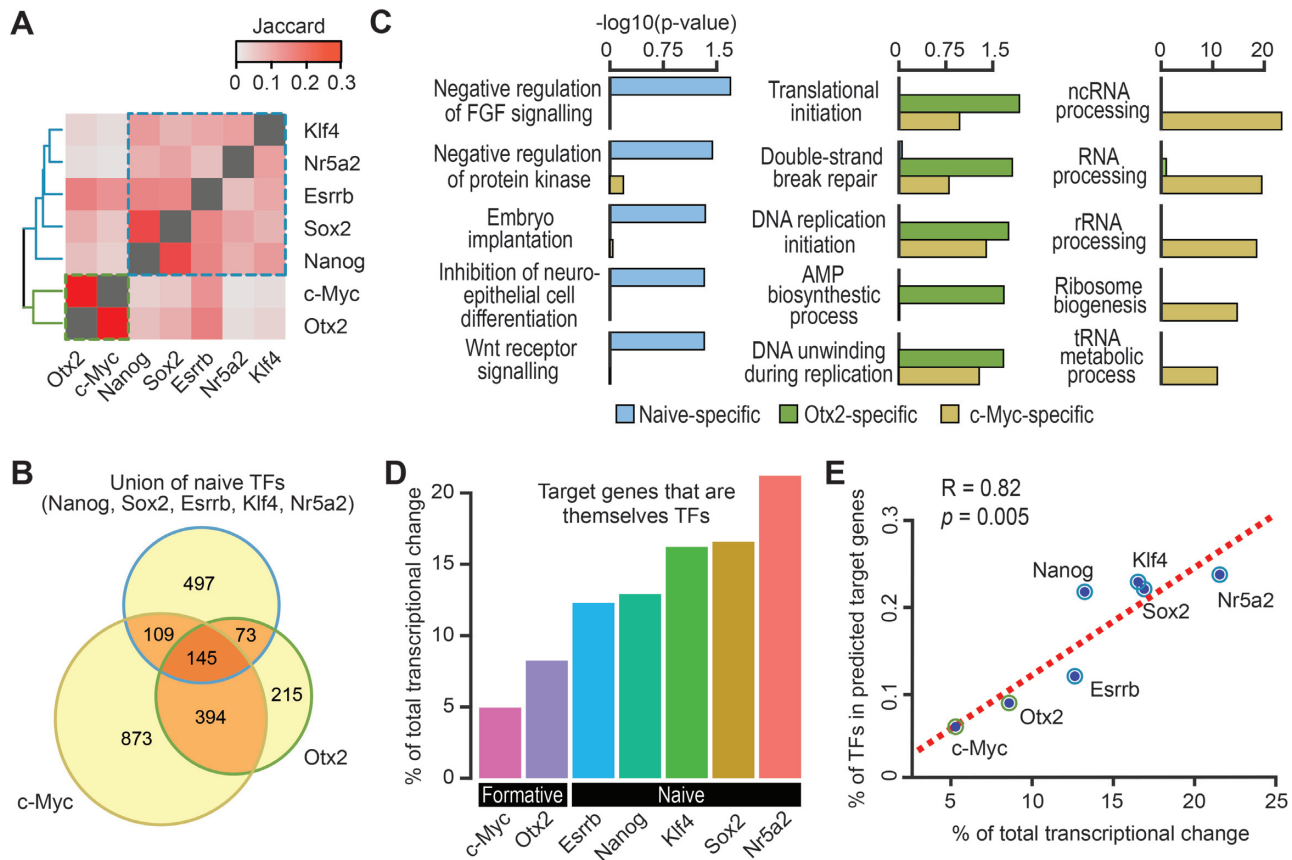 A
Jaccard
0 0.1 0.3
Klf4
Nr5a2
Esrrb
Sox2
Nanog
c-Myc
Otx2
Otx2
c-Myc
Nanog
Sox2
Esrrb
Nr5a2
Klf4
C
-log10(p-value)
0 0.75 1.5
Negative regulation
of FGF signalling
Negative regulation
of protein kinase
Embryo
implantation
Inhibition of neuro-
epithelial cell
differentiation
Wnt receptor
signalling
0 1.5
Translational
initiation
Double-strand
break repair
DNA replication
initiation
AMP
biosynthestic
process
DNA unwinding
during replication
0 10 20
ncRNA
processing
RNA
processing
rRNA
processing
Ribosome
biogenesis
tRNA
metabolic
process
Naive-specific Otx2-specific c-Myc-specific
B
Union of naive TFs
(Nanog, Sox2, Esrrb, Klf4, Nr5a2)
497
109
73
145
215
394
873
Otx2
c-Myc
D
Target genes that are
themselves TFs
% of total transcriptional change
20
15
10
5
0
Formative Naive
c-Myc
Otx2
Esrrb
Nanog
Klf4
Sox2
Nr5a2
E
R = 0.82
p = 0.005
% of TFs in predicted target genes
0.3
0.2
0.1
0
Nanog
Klf4
Sox2
Nr5a2
Esrrb
Otx2
c-Myc
5 10 15 20 25
% of total transcriptional change